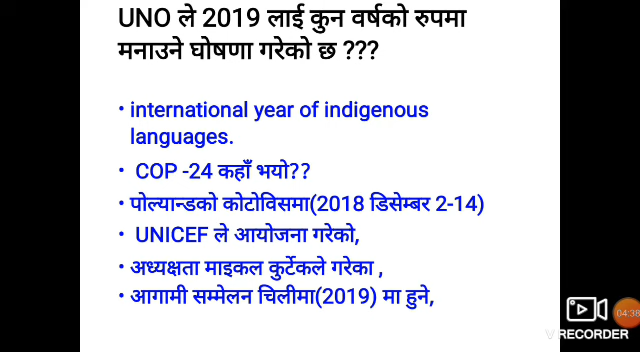 UNO ले 2019 लाई कुन वर्षको रुपमा
मनाउने घोषणा गरेको छ ???
• international year of indigenous
languages.
• COP -24 कहाँ भयो??
• पोल्यान्डको कोटोविसमा(2018 डिसेम्बर 2-14)
• UNICEF ले आयोजना गरेको,
• अध्यक्षता माइकल कुर्टेकले गरेका ,
• आगामी सम्मेलन चिलीमा(2019) मा हुने,
04:38
V RECORDER